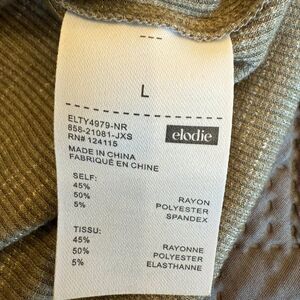 ---
L
ELTY4979-NR
858-21081-JXS
RN# 124115
elodie
MADE IN CHINA
FABRIQUÉ EN CHINE
SELF:
45% RAYON
50% POLYESTER
5% SPANDEX
TISSU:
45% RAYONNE
50% POLYESTER
5% ELASTHANNE